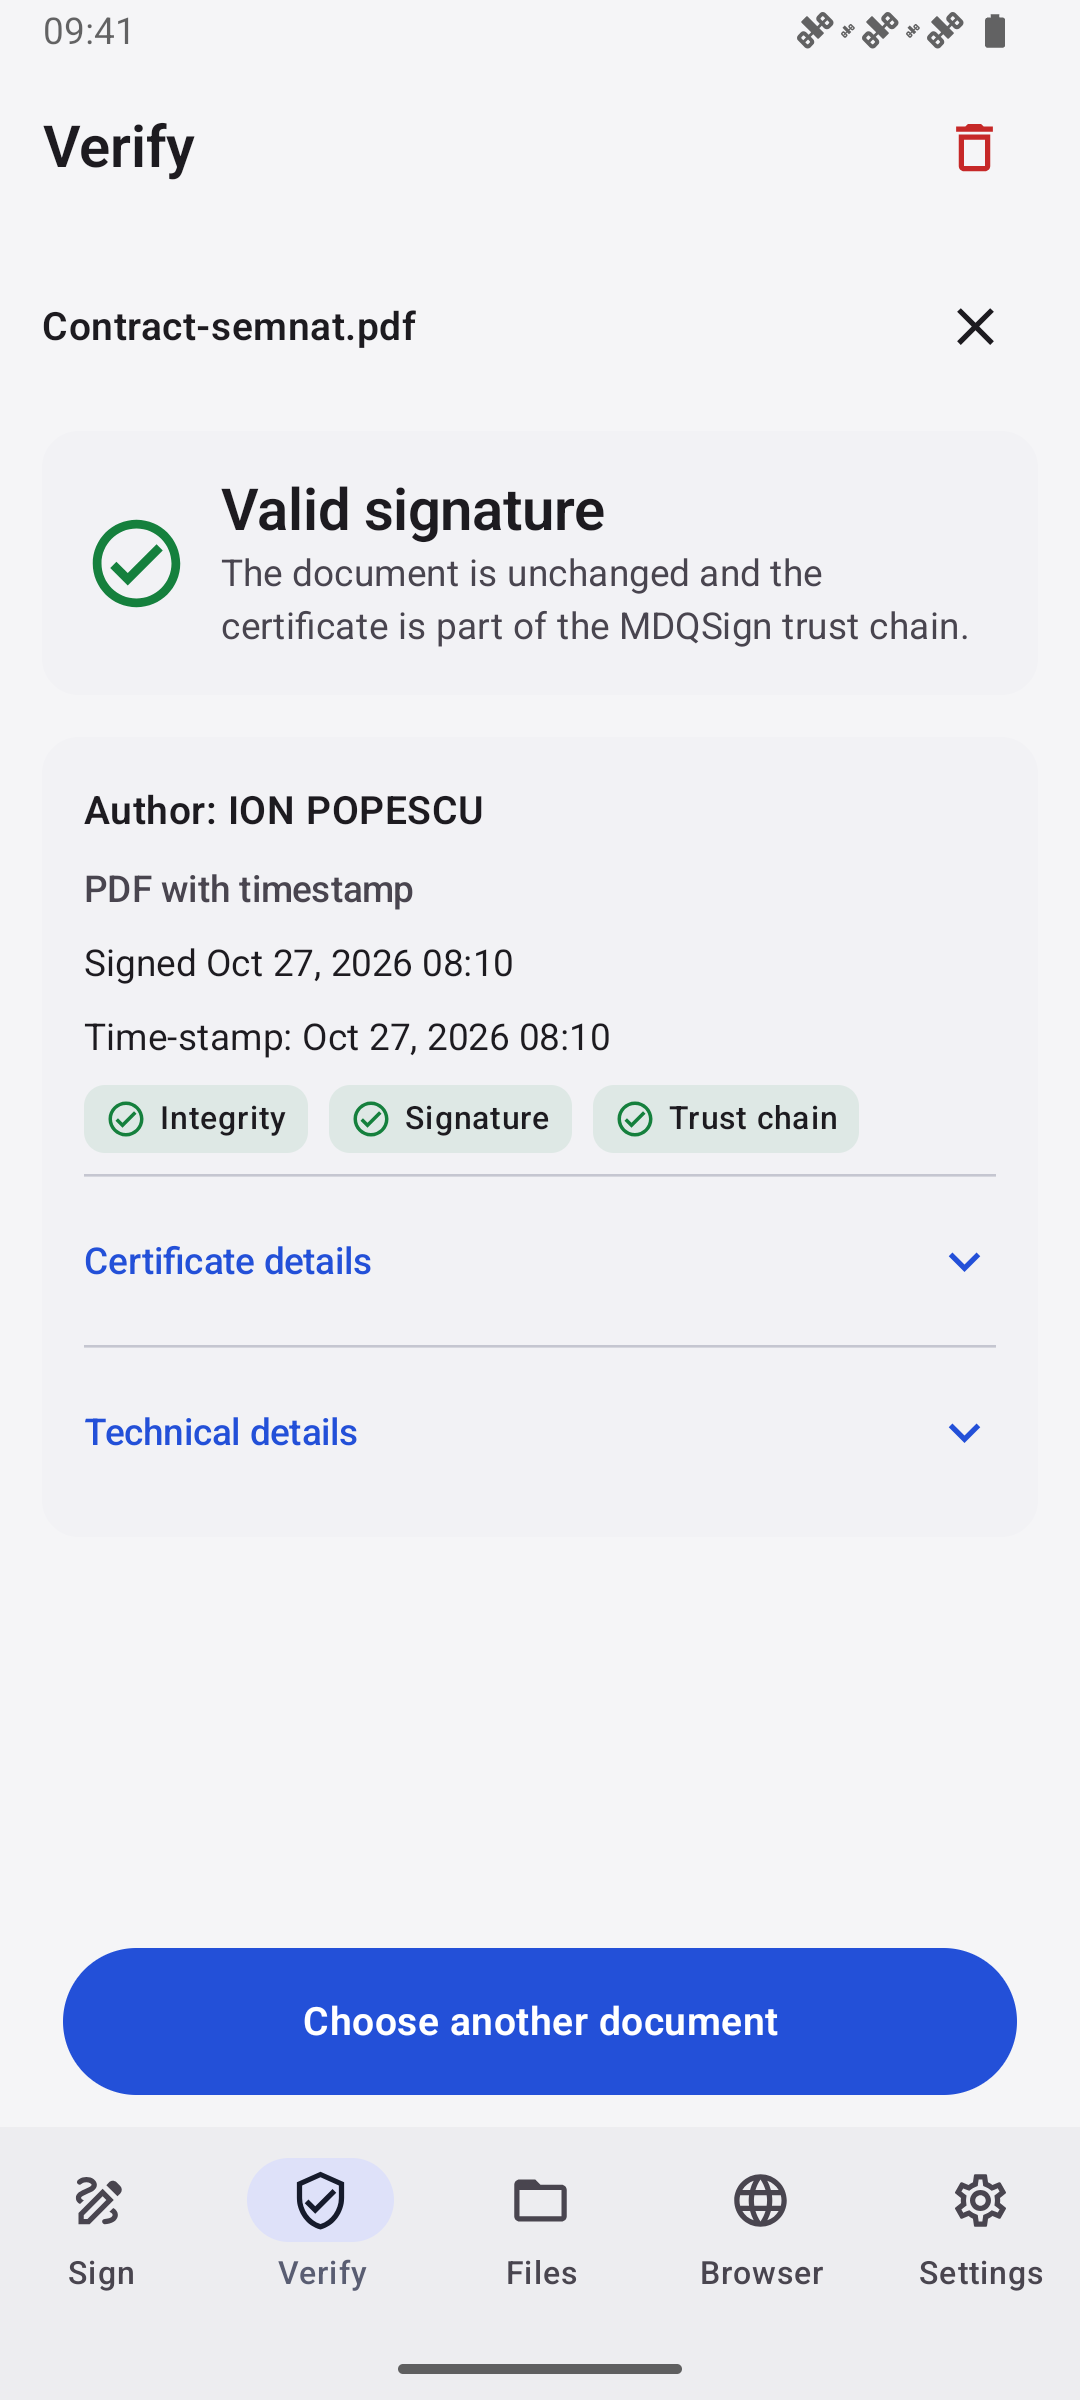 09:41
Verify
Contract-semnat.pdf
Valid signature
The document is unchanged and the
certificate is part of the MDQSign trust chain.
Author: ION POPESCU
PDF with timestamp
Signed Oct 27, 2026 08:10
Time-stamp: Oct 27, 2026 08:10
Integrity Signature Trust chain
Certificate details
Technical details
Choose another document
Sign Verify Files Browser Settings